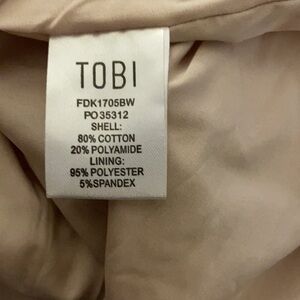 TOBI
FDK1705BW
PO35312
SHELL:
80% COTTON
20% POLYAMIDE
LINING:
95% POLYESTER
5%SPANDEX